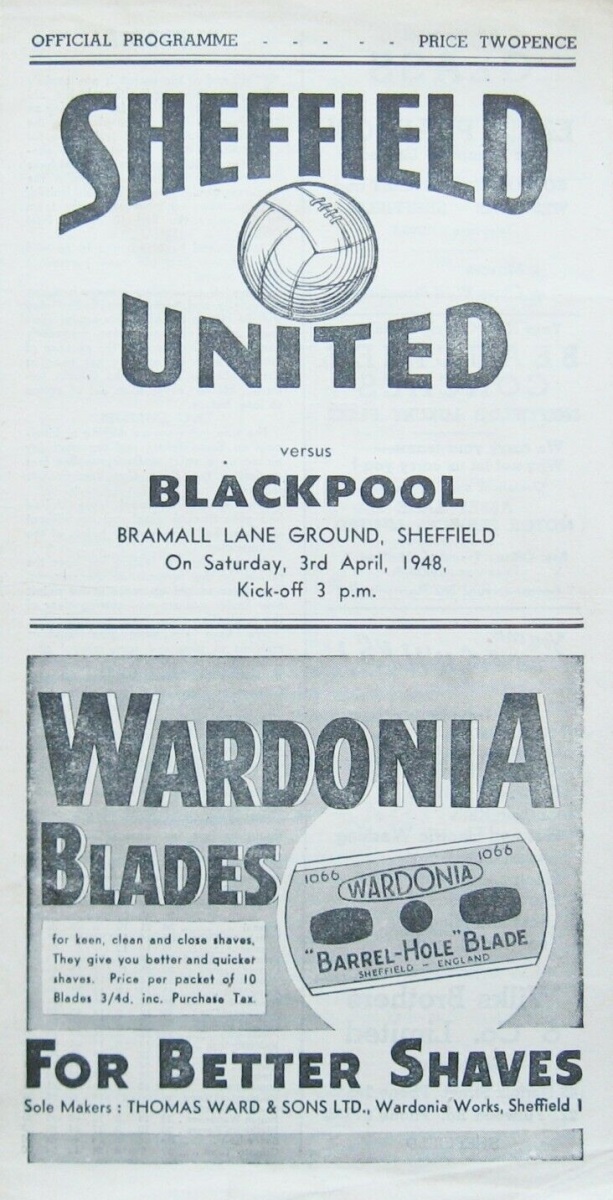 OFFICIAL PROGRAMME - - - - - PRICE TWOPENCE
SHEFFIELD
UNITED
versus
BLACKPOOL
BRAMALL LANE GROUND, SHEFFIELD
On Saturday, 3rd April, 1948,
Kick-off 3 p.m.
WARDONIA
BLADES
1066 1066
WARDONIA
"BARREL-HOLE" BLADE
SHEFFIELD - ENGLAND
for keen, clean and close shaves,
They give you better and quicker
shaves. Price per packet of 10
Blades 3/4d, inc. Purchase Tax.
FOR BETTER SHAVES
Sole Makers : THOMAS WARD & SONS LTD., Wardonia Works, Sheffield 1